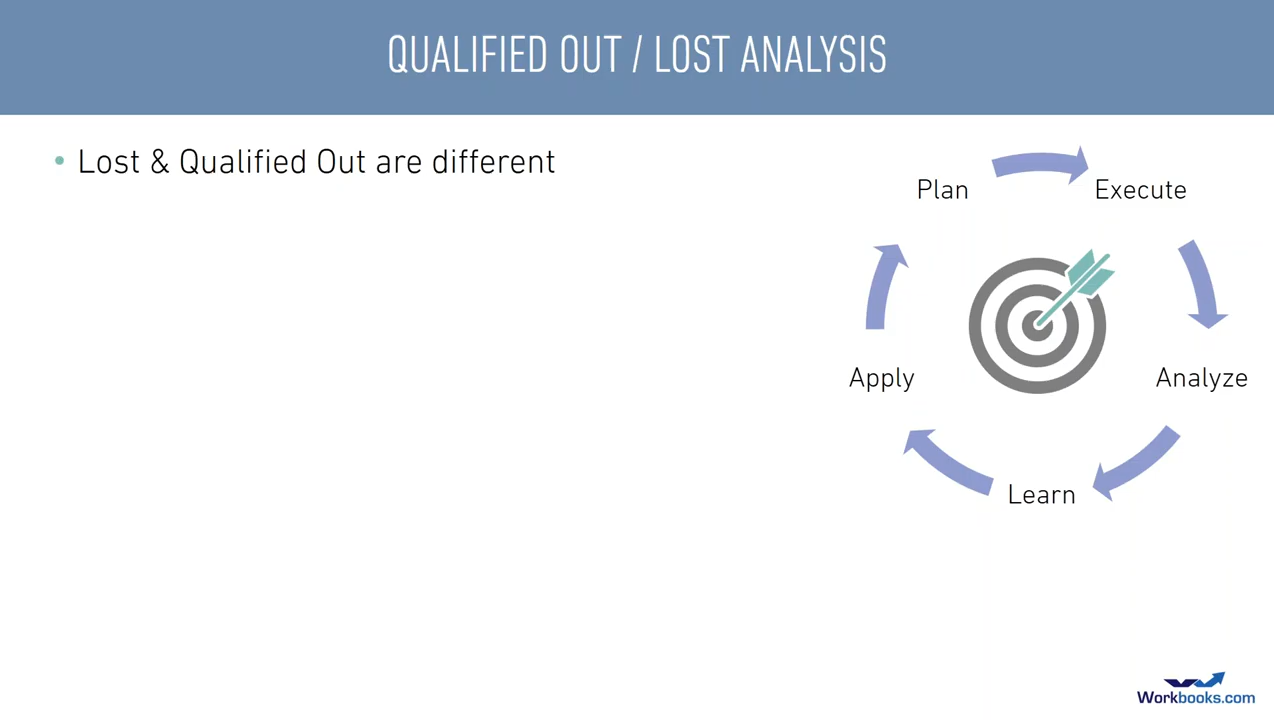 QUALIFIED OUT / LOST ANALYSIS
• Lost & Qualified Out are different
Plan
Execute
Apply
Analyze
Learn
Workbooks.com